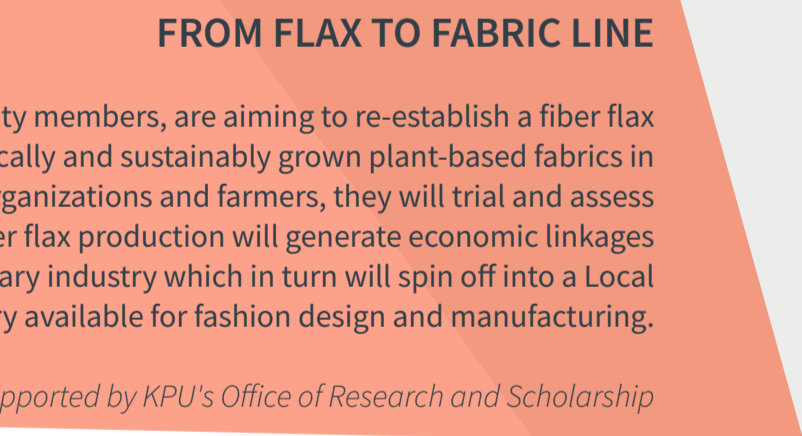 FROM FLAX TO FABRIC LINE
ty members, are aiming to re-establish a fiber flax
cally and sustainably grown plant-based fabrics in
ganizations and farmers, they will trial and assess
er flax production will generate economic linkages
ary industry which in turn will spin off into a Local
ry available for fashion design and manufacturing.
pported by KPU's Office of Research and Scholarship